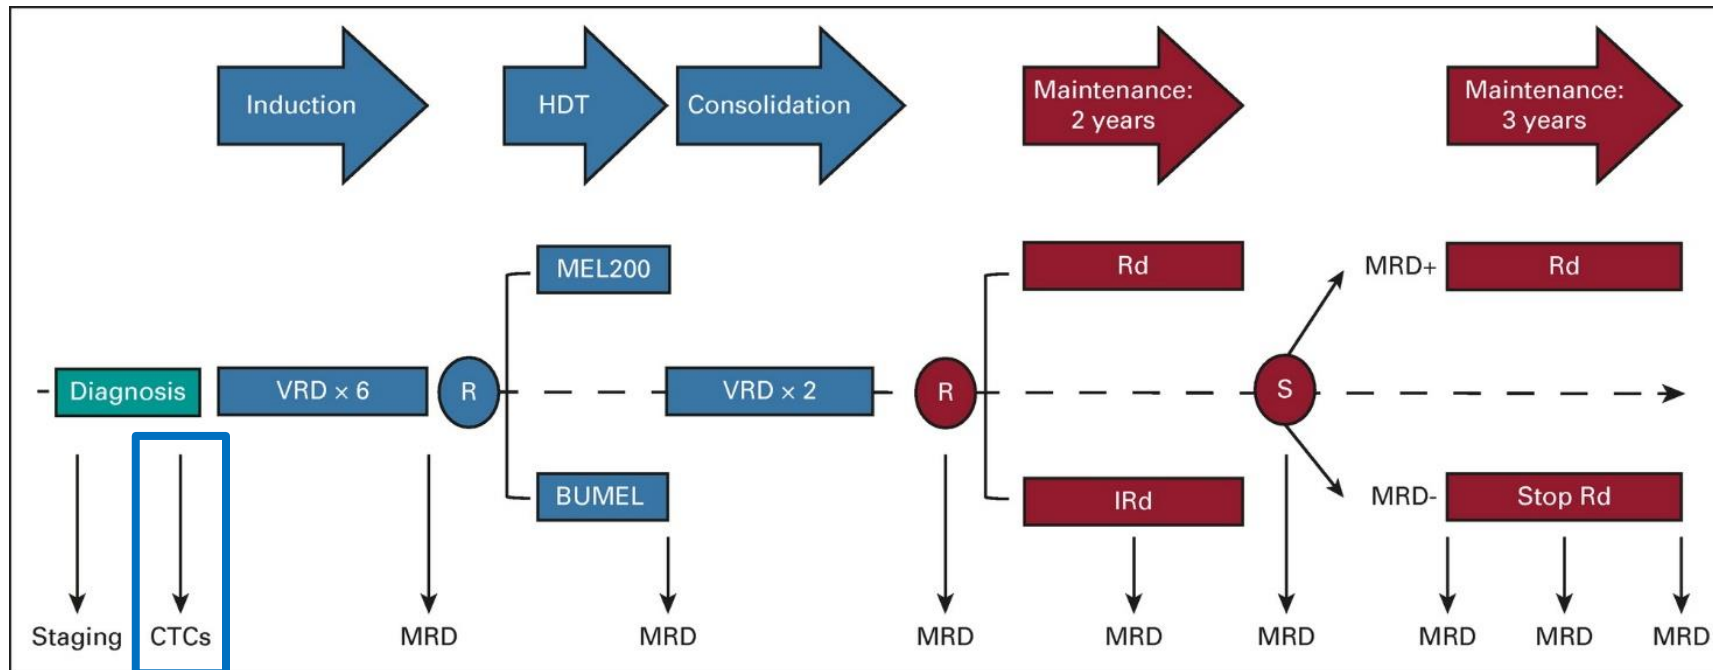 Induction
HDT
Consolidation
Maintenance:
2 years
Maintenance:
3 years
MEL200
Rd
MRD+
Rd
Diagnosis
VRD × 6
R
VRD × 2
R
S
BUMEL
IRd
MRD-
Stop Rd
Staging
CTCs
MRD
MRD
MRD
MRD
MRD
MRD
MRD
MRD